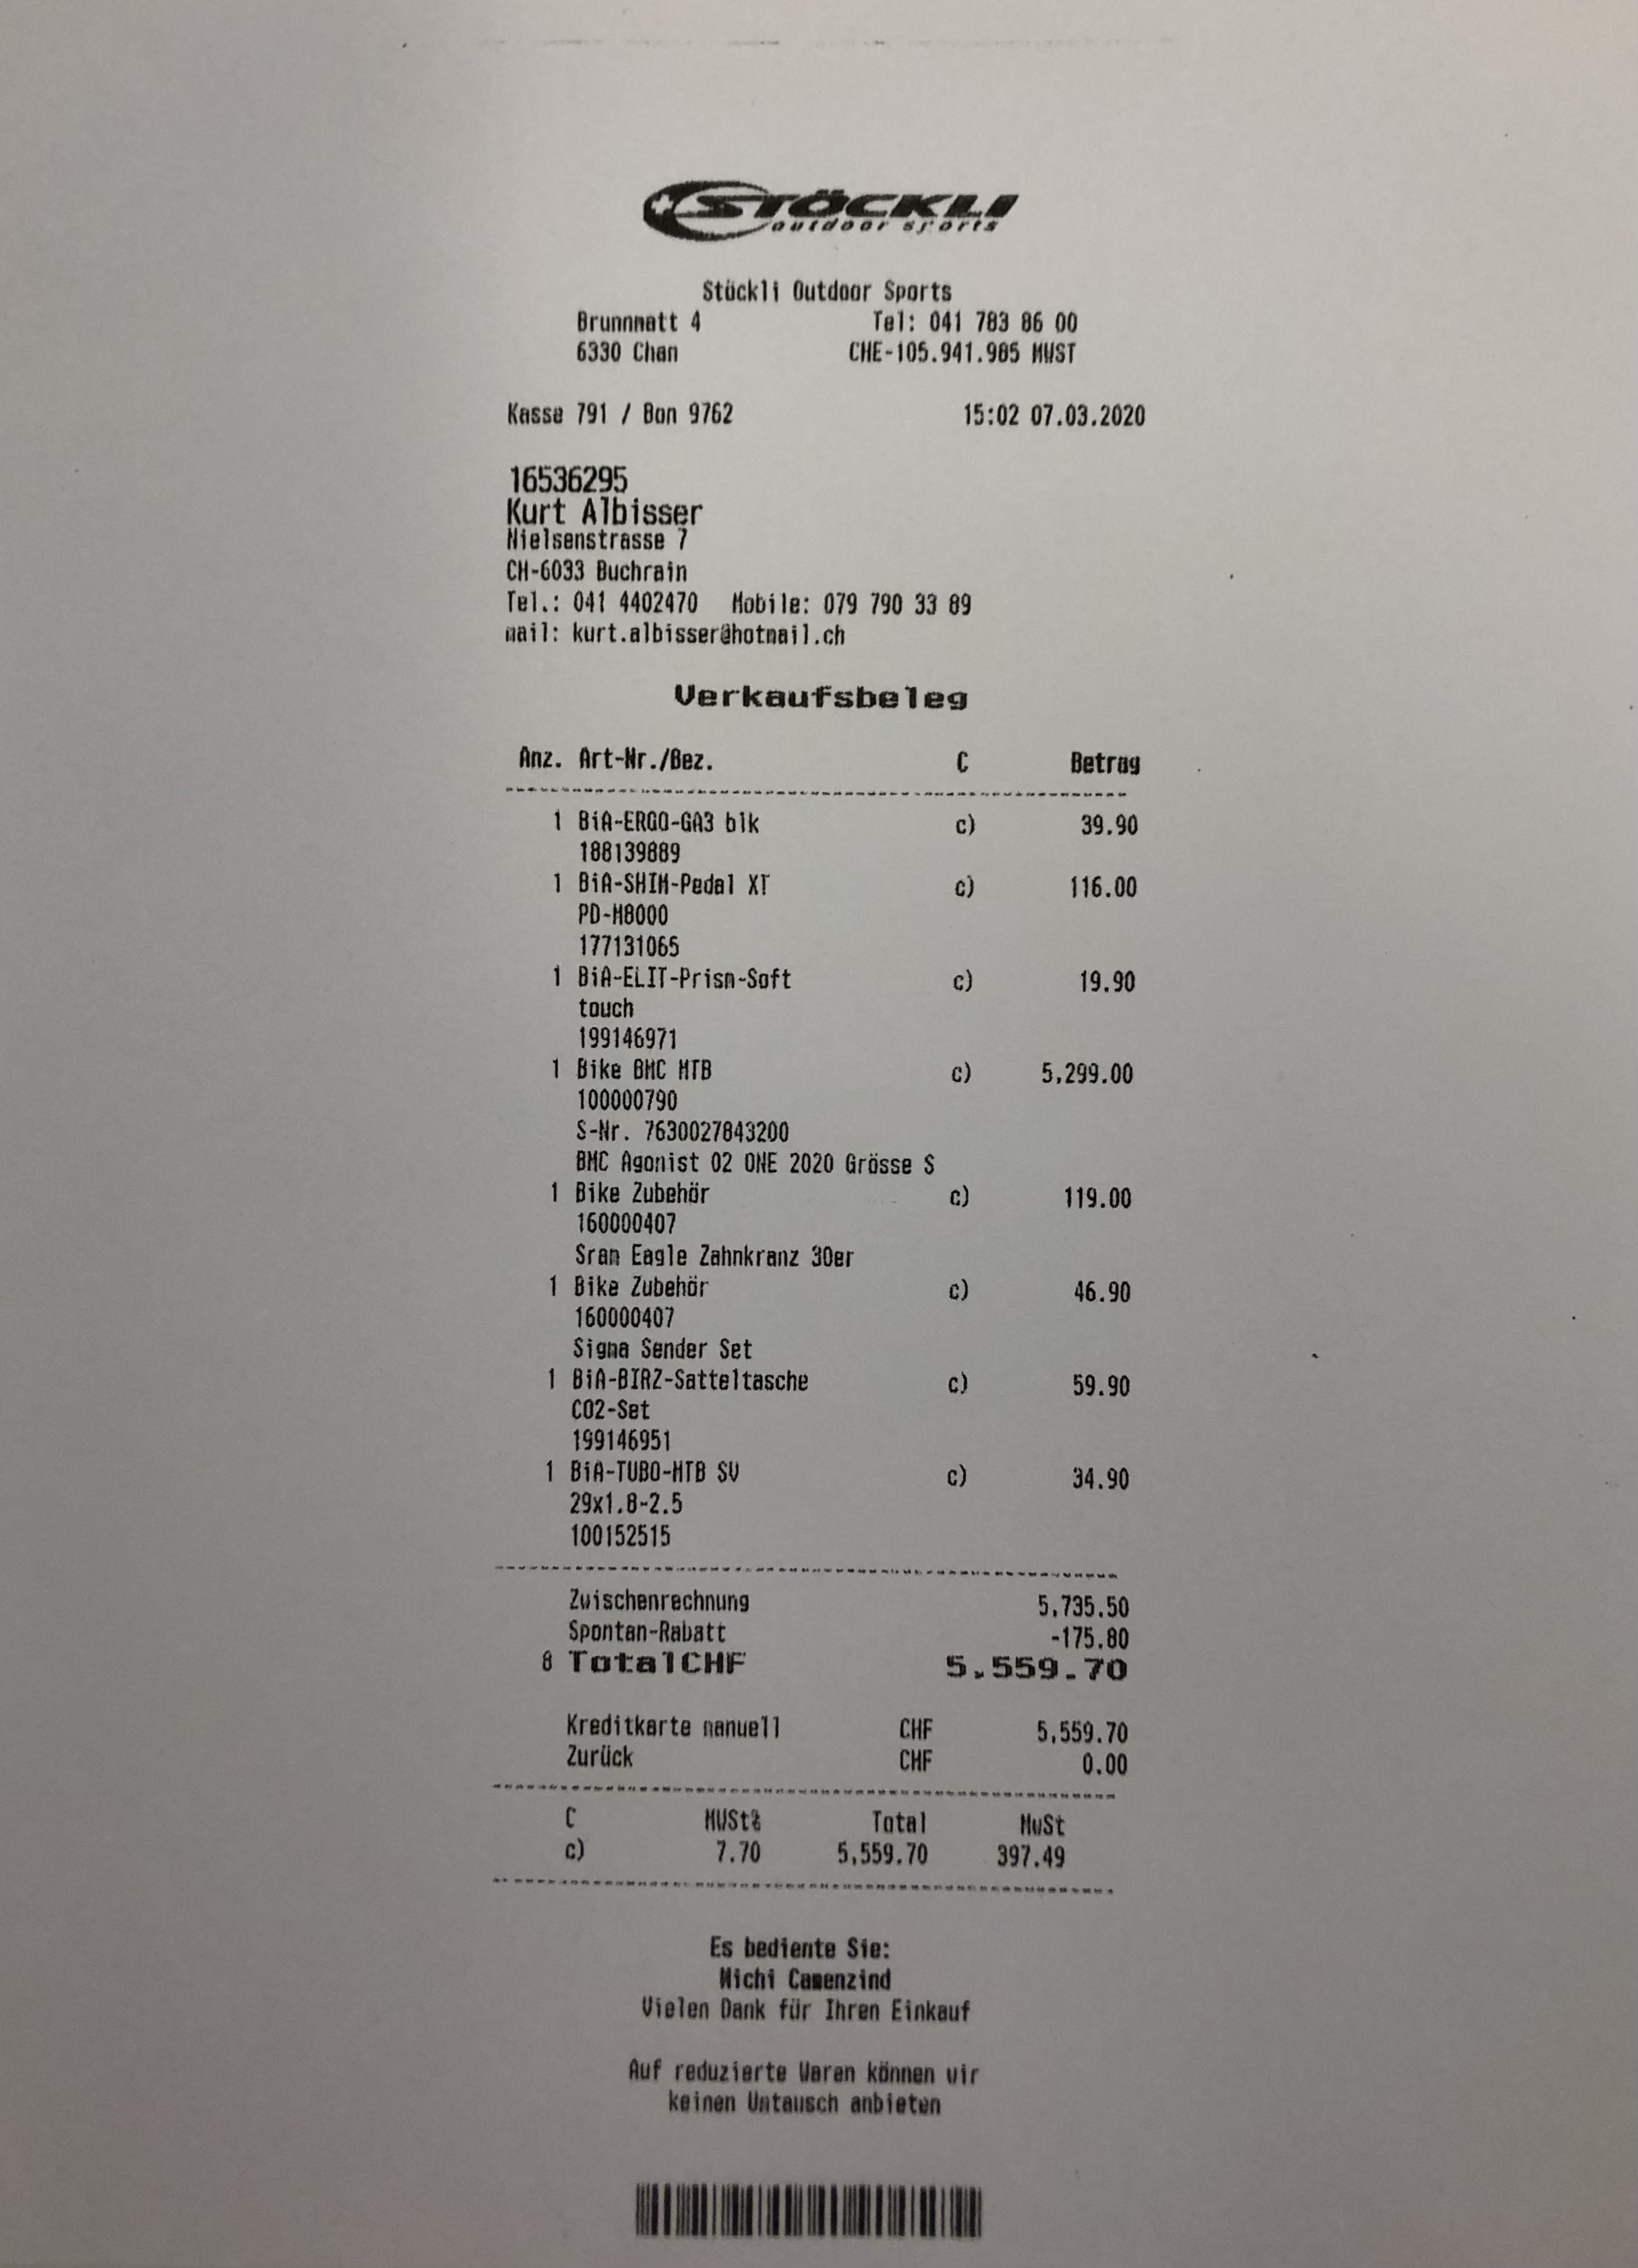 STÖCKLI
outdoor sports
Stöckli Outdoor Sports
Brunnmatt 4 Tel: 041 783 86 00
6330 Cham CHE-105.941.985 MWST
Kasse 791 / Bon 9762 15:02 07.03.2020
16536295
Kurt Albisser
Nielsenstrasse 7
CH-6033 Buchrain
Tel.: 041 4402470 Mobile: 079 790 33 89
mail: kurt.albisser@hotmail.ch
Verkaufsbeleg
Anz. Art-Nr./Bez. C Betrag
1 BiA-ERGO-GA3 blk c) 39.90
188139889
1 BiA-SHIM-Pedal XT c) 116.00
PD-M8000
177131065
1 BiA-ELIT-Prism-Soft c) 19.90
touch
199146971
1 Bike BMC MTB c) 5,299.00
100000790
S-Nr. 7630027843200
BMC Agonist 02 ONE 2020 Grösse S
1 Bike Zubehör c) 119.00
160000407
Sram Eagle Zahnkranz 30er
1 Bike Zubehör c) 46.90
160000407
Sigma Sender Set
1 BiA-BIRZ-Satteltasche c) 59.90
CO2-Set
199146951
1 BiA-TUBO-MTB SV c) 34.90
29x1.8-2.5
100152515
Zwischenrechnung 5,735.50
Spontan-Rabatt -175.80
8 TotalCHF 5,559.70
Kreditkarte manuell CHF 5,559.70
Zurück CHF 0.00
C MWSt% Total MwSt
c) 7.70 5,559.70 397.49
Es bediente Sie:
Michi Camenzind
Vielen Dank für Ihren Einkauf
Auf reduzierte Waren können wir
keinen Umtausch anbieten